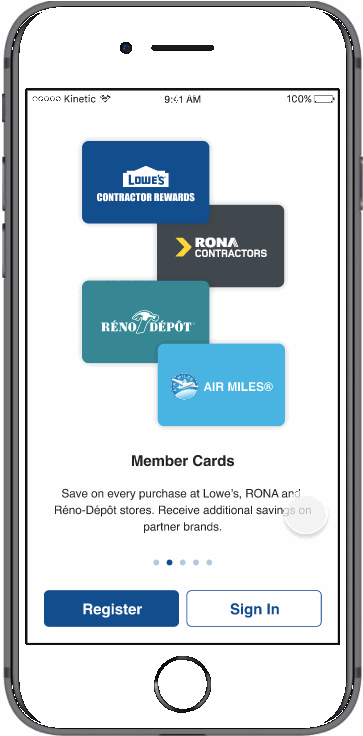 Kinetic 9:41 AM 100%
LOWE'S
CONTRACTOR REWARDS
RONA
CONTRACTORS
RÉNO DÉPÔT
AIR MILES®
Member Cards
Save on every purchase at Lowe's, RONA and
Réno-Dépôt stores. Receive additional savings on
partner brands.
Register Sign In